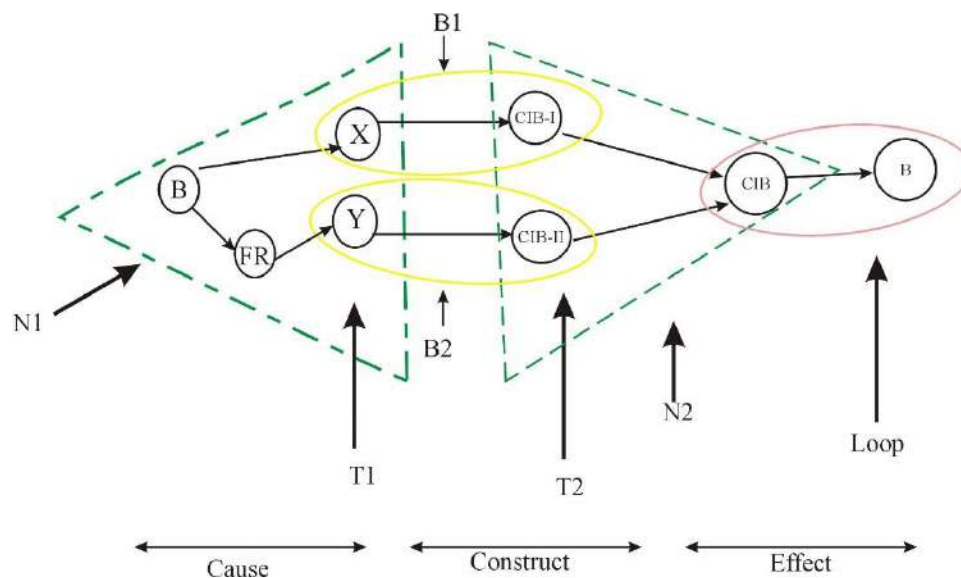 B1
X
CIB-I
B
CIB
B
Y
CIB-II
FR
N1
B2
N2
T1
T2
Loop
Cause
Construct
Effect